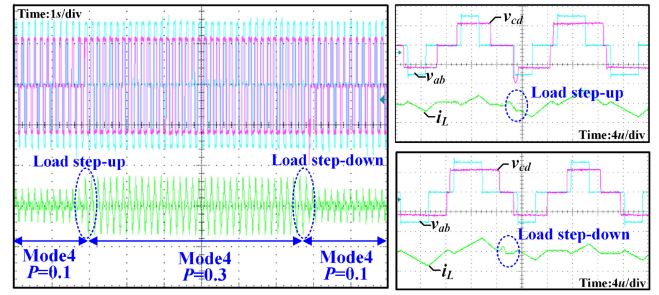 Time:1s/div
Load step-up
Load step-down
Mode4
P=0.1
Mode4
P=0.3
Mode4
P=0.1
v_cd
v_ab
Load step-up
i_L
Time:4u/div
v_cd
v_ab
Load step-down
i_L
Time:4u/div